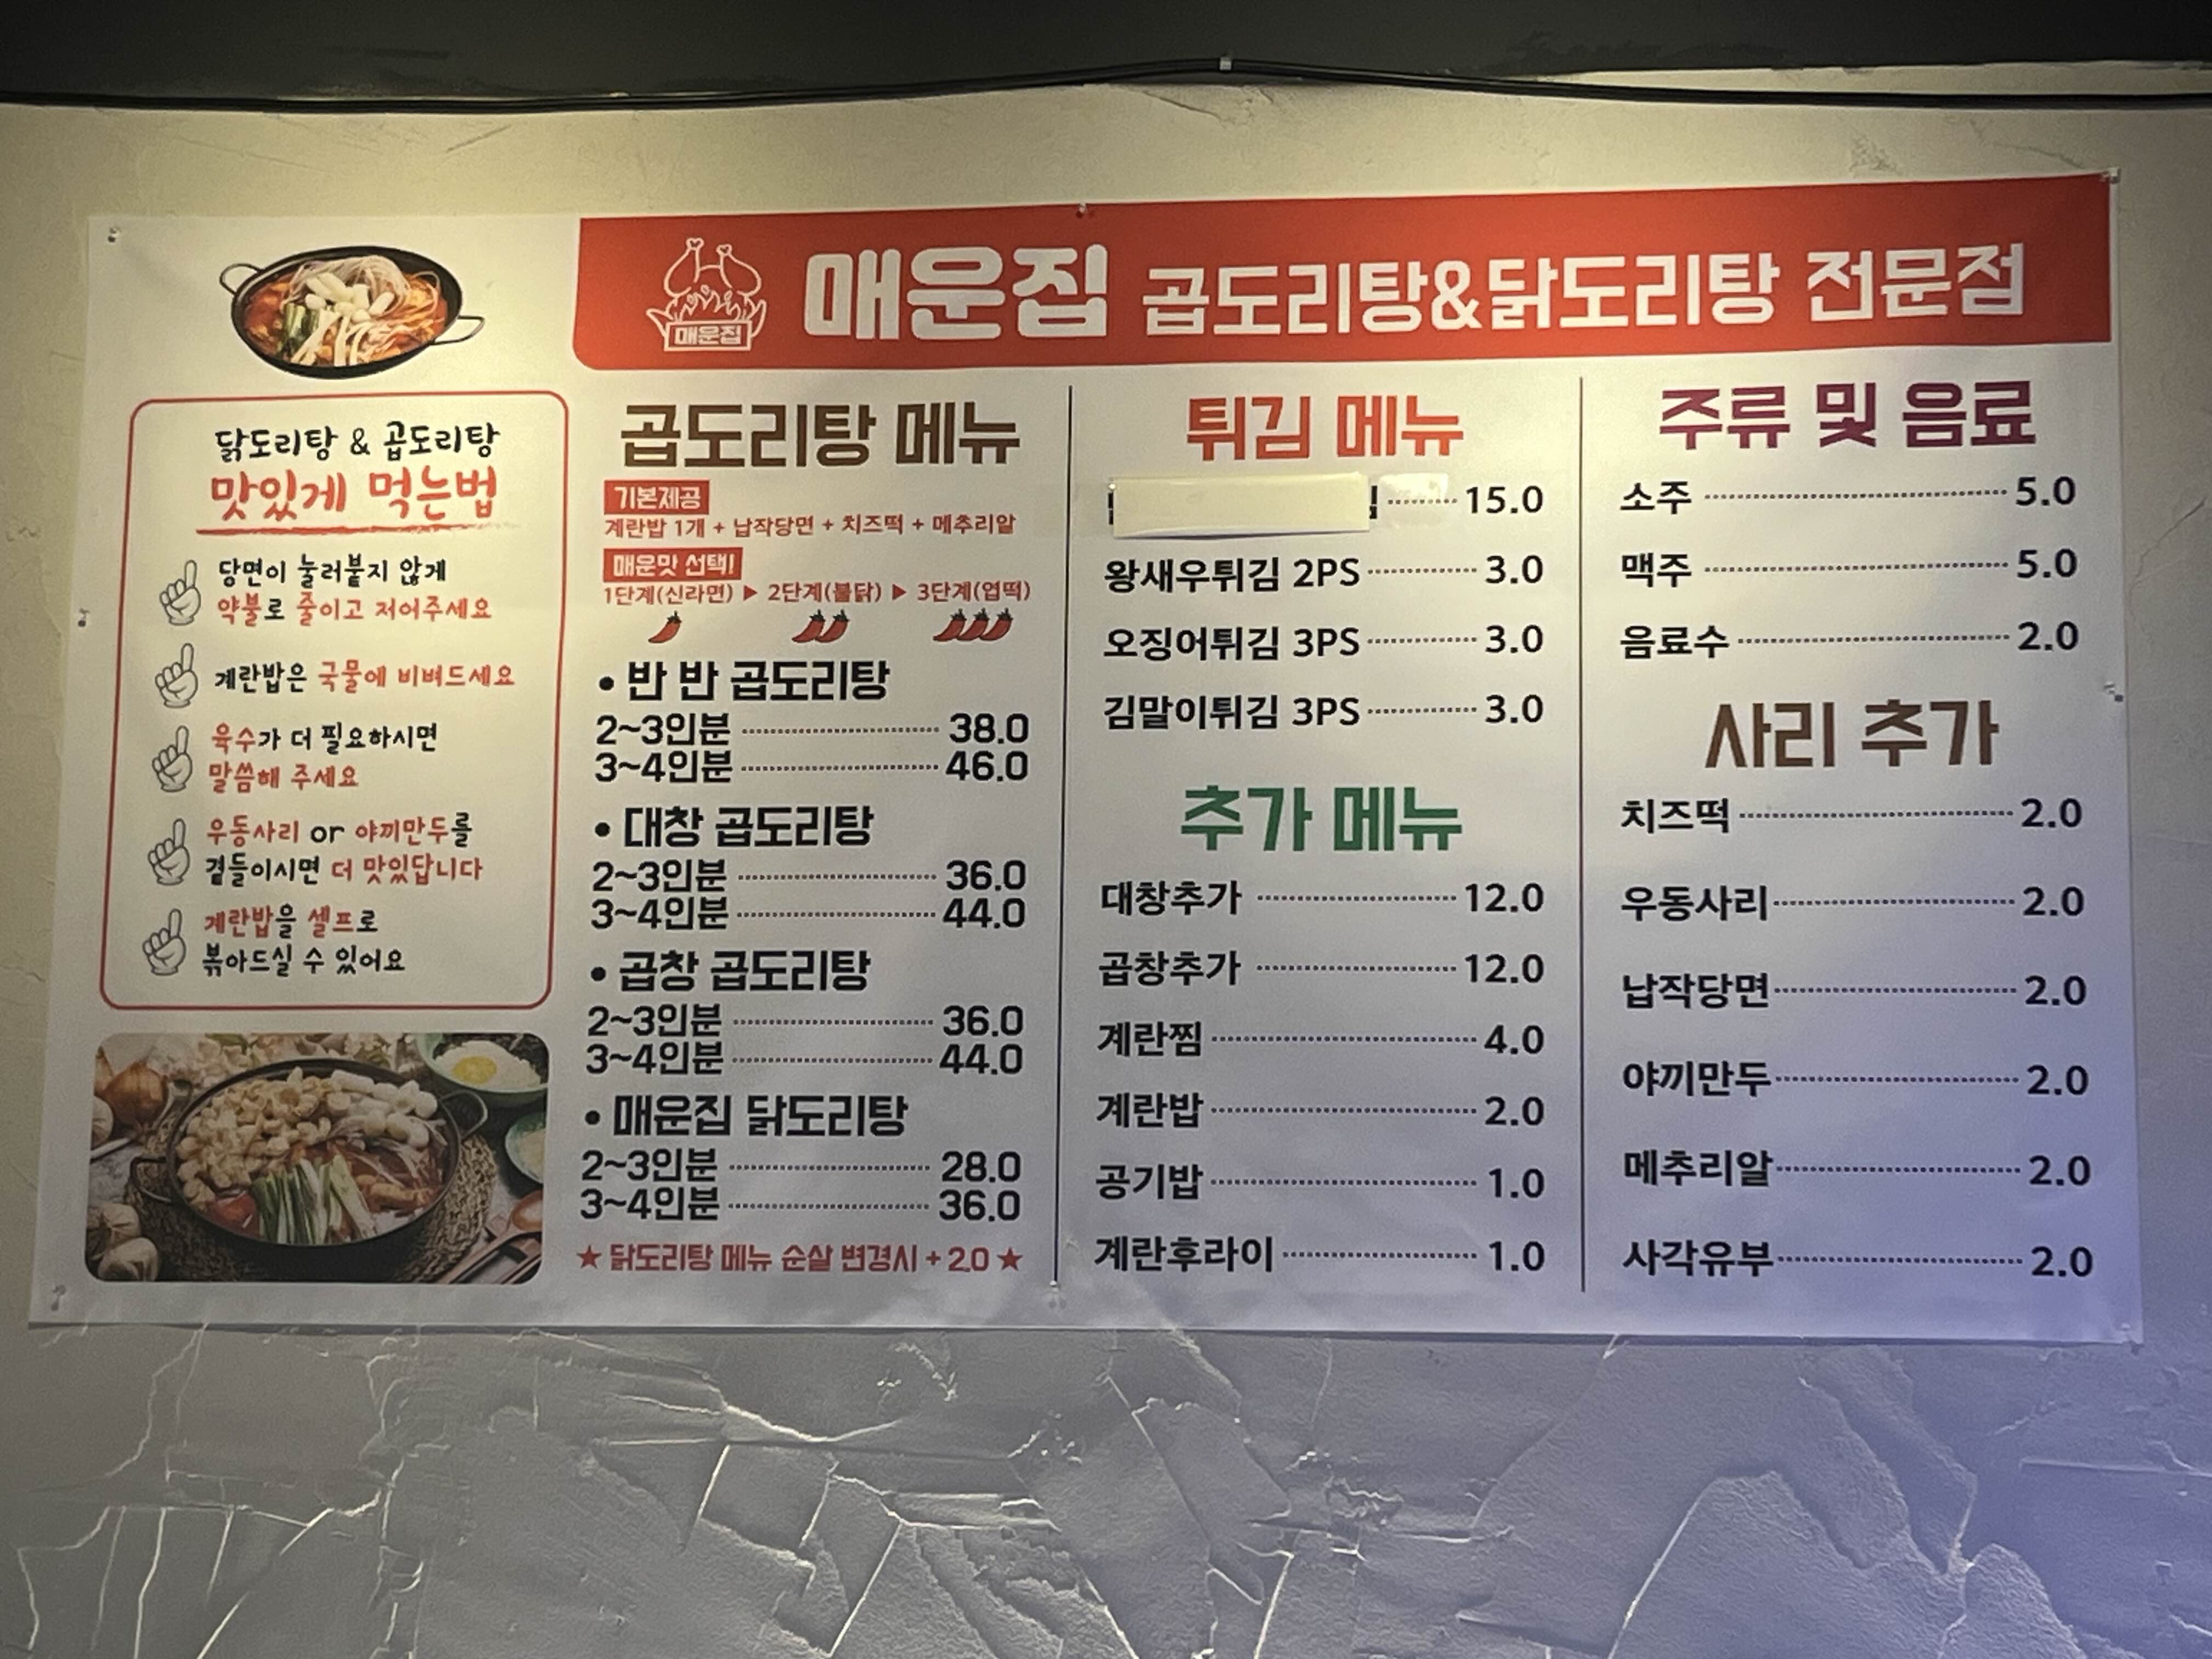 매운집
매운집 곱도리탕&닭도리탕 전문점
닭도리탕 & 곱도리탕
맛있게 먹는법
당면이 눌러붙지 않게
약불로 줄이고 저어주세요
계란밥은 국물에 비벼드세요
육수가 더 필요하시면
말씀해 주세요
우동사리 or 야끼만두를
곁들이시면 더 맛있답니다
계란밥을 셀프로
볶아드실 수 있어요
곱도리탕 메뉴
기본제공
계란밥 1개 + 납작당면 + 치즈떡 + 메추리알
매운맛 선택!
1단계(신라면) ▶ 2단계(불닭) ▶ 3단계(엽떡)
• 반 반 곱도리탕
2~3인분 38.0
3~4인분 46.0
• 대창 곱도리탕
2~3인분 36.0
3~4인분 44.0
• 곱창 곱도리탕
2~3인분 36.0
3~4인분 44.0
• 매운집 닭도리탕
2~3인분 28.0
3~4인분 36.0
★ 닭도리탕 메뉴 순살 변경시 + 2.0 ★
튀김 메뉴
15.0
왕새우튀김 2PS 3.0
오징어튀김 3PS 3.0
김말이튀김 3PS 3.0
추가 메뉴
대창추가 12.0
곱창추가 12.0
계란찜 4.0
계란밥 2.0
공기밥 1.0
계란후라이 1.0
주류 및 음료
소주 5.0
맥주 5.0
음료수 2.0
사리 추가
치즈떡 2.0
우동사리 2.0
납작당면 2.0
야끼만두 2.0
메추리알 2.0
사각유부 2.0